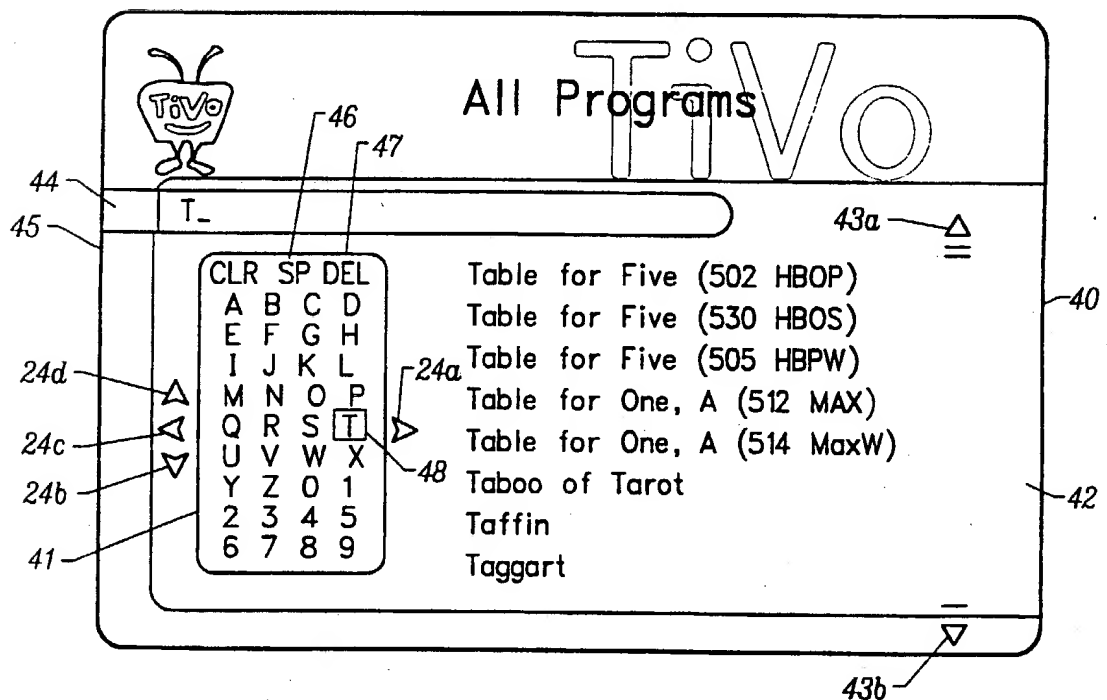 TiVo
TiVo
All Programs
46
47
44
45
T_
43a
CLR SP DEL
A B C D
E F G H
I J K L
M N O P
Q R S T
U V W X
Y Z 0 1
2 3 4 5
6 7 8 9
Table for Five (502 HBOP)
Table for Five (530 HBOS)
Table for Five (505 HBPW)
Table for One, A (512 MAX)
Table for One, A (514 MaxW)
Taboo of Tarot
Taffin
Taggart
40
24d
24a
24c
24b
48
42
41
43b